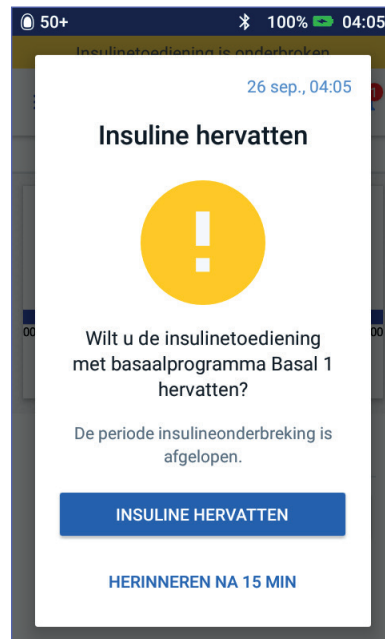 50+ 100% 04:05
Insulinetoediening is onderbroken
26 sep., 04:05
1
Insuline hervatten
!
Wilt u de insulinetoediening
met basaalprogramma Basal 1
hervatten?
De periode insulineonderbreking is
afgelopen.
INSULINE HERVATTEN
HERINNEREN NA 15 MIN